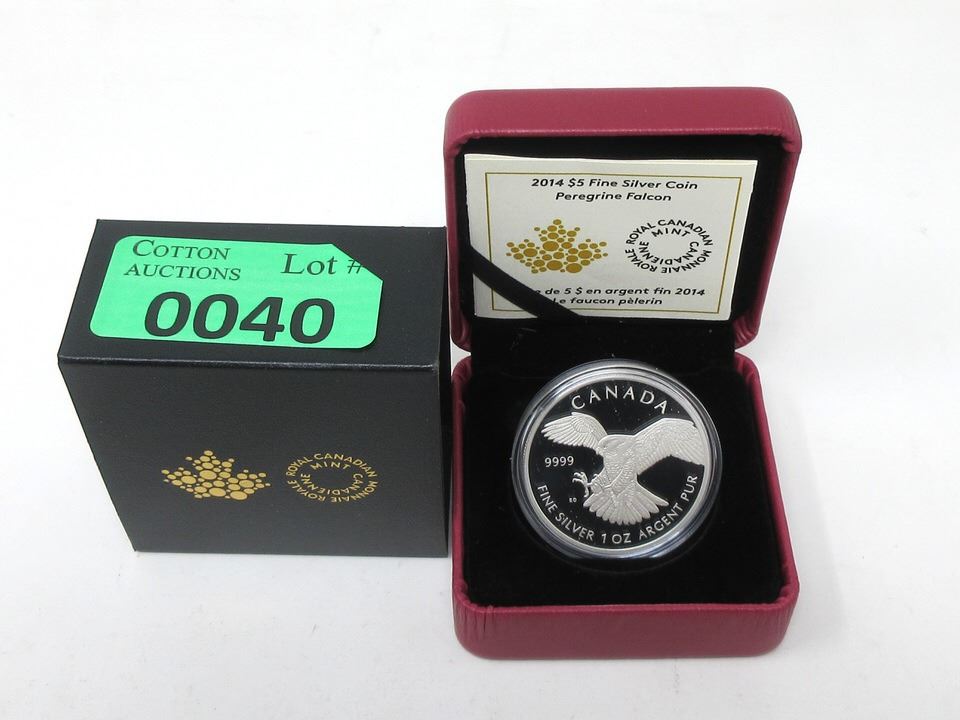 COTTON
AUCTIONS Lot #
0040
ROYAL CANADIAN MINT
MONNAIE ROYALE CANADIENNE
2014 $5 Fine Silver Coin
Peregrine Falcon
ROYAL CANADIAN MINT
MONNAIE ROYALE CANADIENNE
de 5 $ en argent fin 2014
Le faucon pèlerin
CANADA
9999
FINE SILVER 1 OZ ARGENT PUR